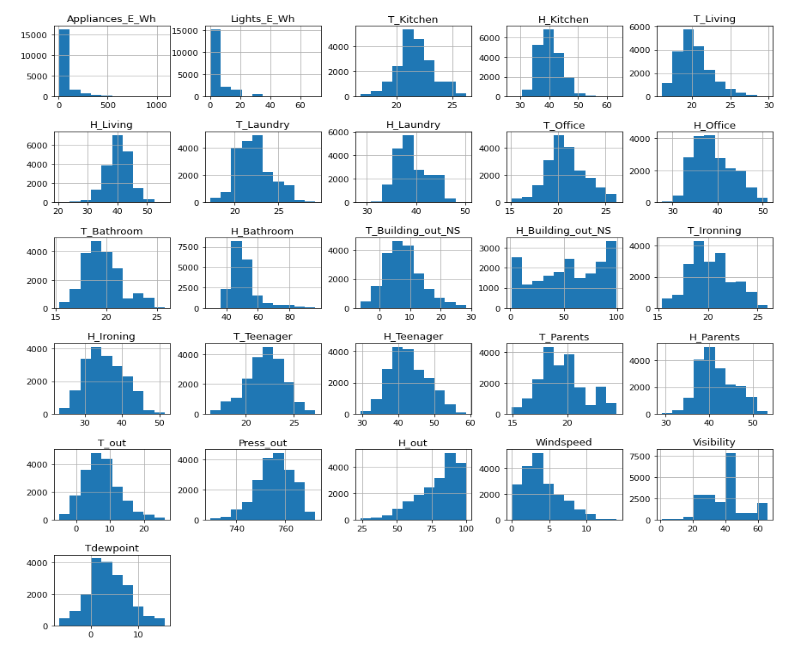 Appliances_E_Wh
15000
10000
5000
0
0 500 1000
Lights_E_Wh
15000
10000
5000
0
0 20 40 60
T_Kitchen
4000
2000
0
20 25
H_Kitchen
6000
4000
2000
0
30 40 50 60
T_Living
6000
4000
2000
0
20 25 30
H_Living
6000
4000
2000
0
20 30 40 50
T_Laundry
4000
2000
0
20 25
H_Laundry
6000
4000
2000
0
30 40 50
T_Office
4000
2000
0
15 20 25
H_Office
4000
2000
0
30 40 50
T_Bathroom
4000
2000
0
15 20 25
H_Bathroom
7500
5000
2500
0
40 60 80
T_Building_out_NS
4000
2000
0
0 10 20 30
H_Building_out_NS
3000
2000
1000
0
0 50 100
T_Ironning
4000
2000
0
15 20 25
H_Ironing
4000
2000
0
30 40 50
T_Teenager
4000
2000
0
20 25
H_Teenager
4000
2000
0
30 40 50 60
T_Parents
4000
2000
0
15 20
H_Parents
4000
2000
0
30 40 50
T_out
4000
2000
0
0 10 20
Press_out
4000
2000
0
740 760
H_out
4000
2000
0
25 50 75 100
Windspeed
4000
2000
0
0 5 10
Visibility
7500
5000
2500
0
0 20 40 60
Tdewpoint
4000
2000
0
0 10